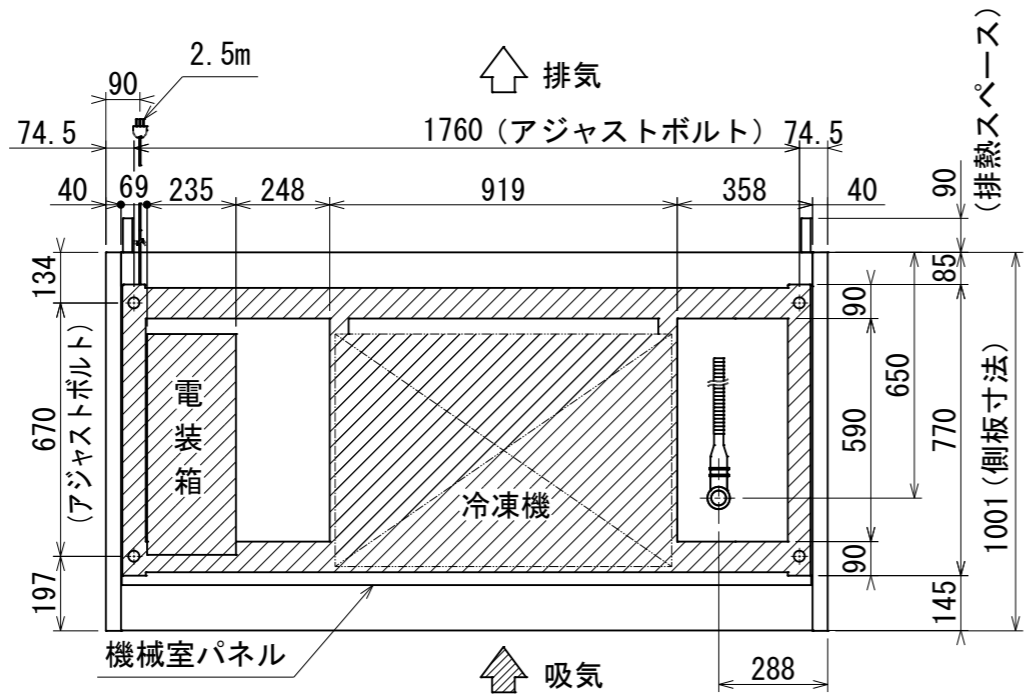 2.5m
排気
90
74.5
1760 (アジャストボルト)
74.5
40
69
235
248
919
358
40
90
(排熱スペース)
134
85
90
670
(アジャストボルト)
電装箱
冷凍機
590
650
770
1001 (側板寸法)
90
197
145
機械室パネル
吸気
288